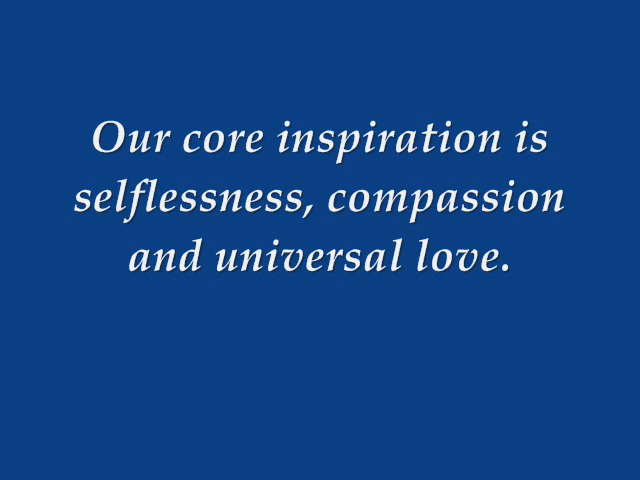 Our core inspiration is
selflessness, compassion
and universal love.